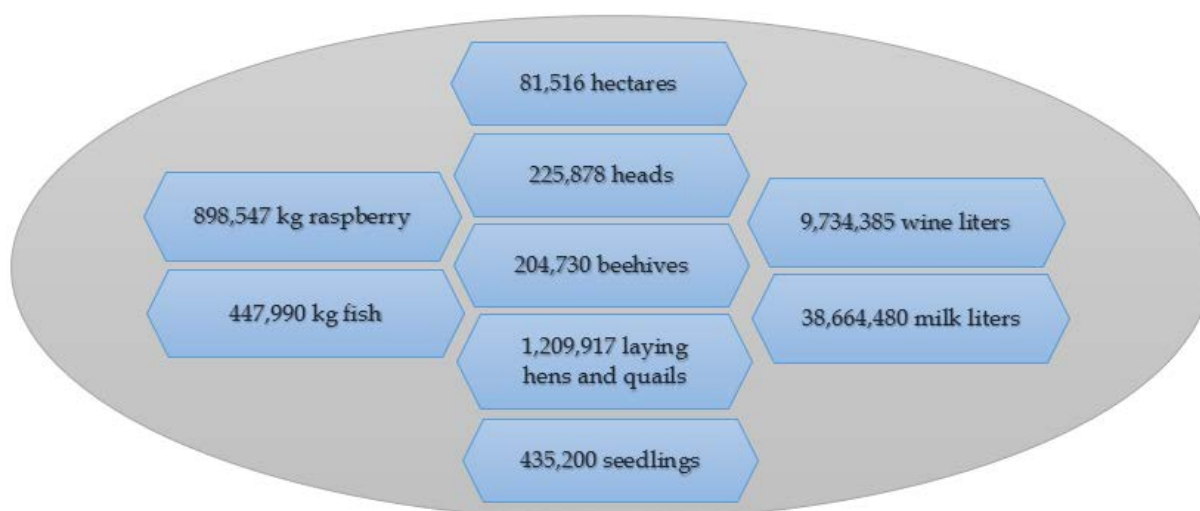 81,516 hectares
225,878 heads
898,547 kg raspberry
9,734,385 wine liters
204,730 beehives
447,990 kg fish
38,664,480 milk liters
1,209,917 laying
hens and quails
435,200 seedlings